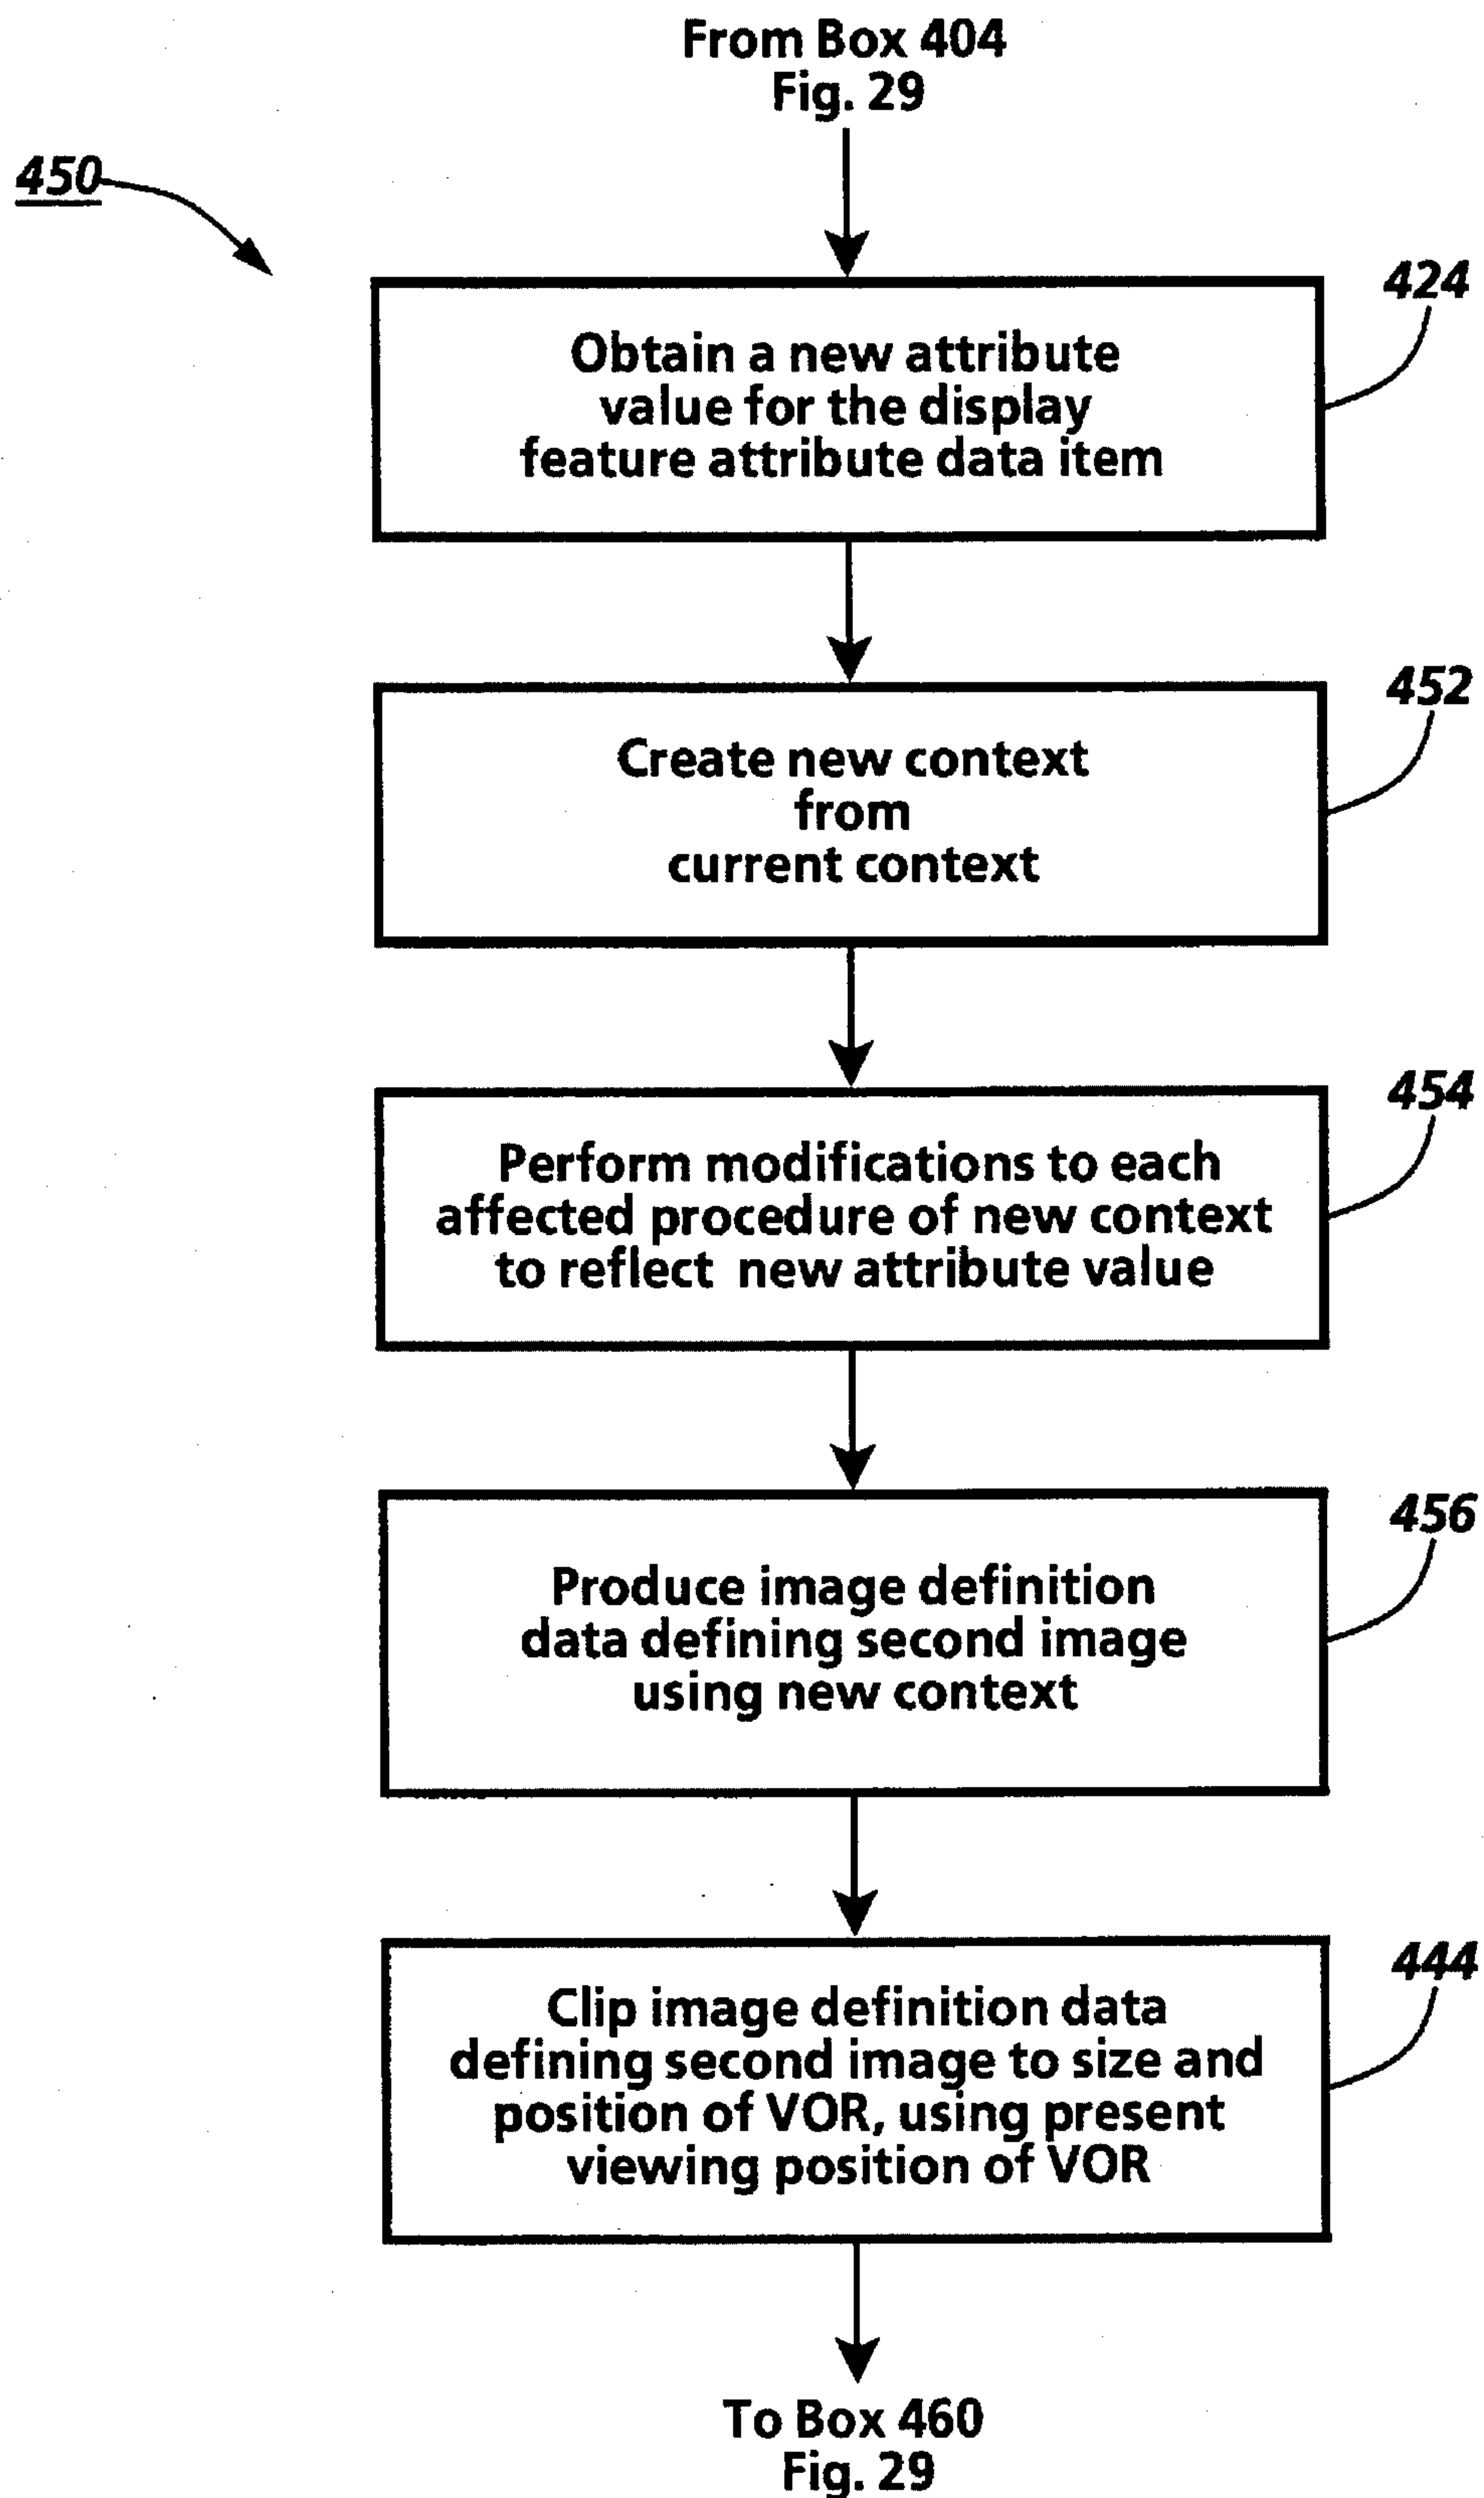 From Box 404
Fig. 29
450
424
Obtain a new attribute
value for the display
feature attribute data item
452
Create new context
from
current context
454
Perform modifications to each
affected procedure of new context
to reflect new attribute value
456
Produce image definition
data defining second image
using new context
444
Clip image definition data
defining second image to size and
position of VOR, using present
viewing position of VOR
To Box 460
Fig. 29